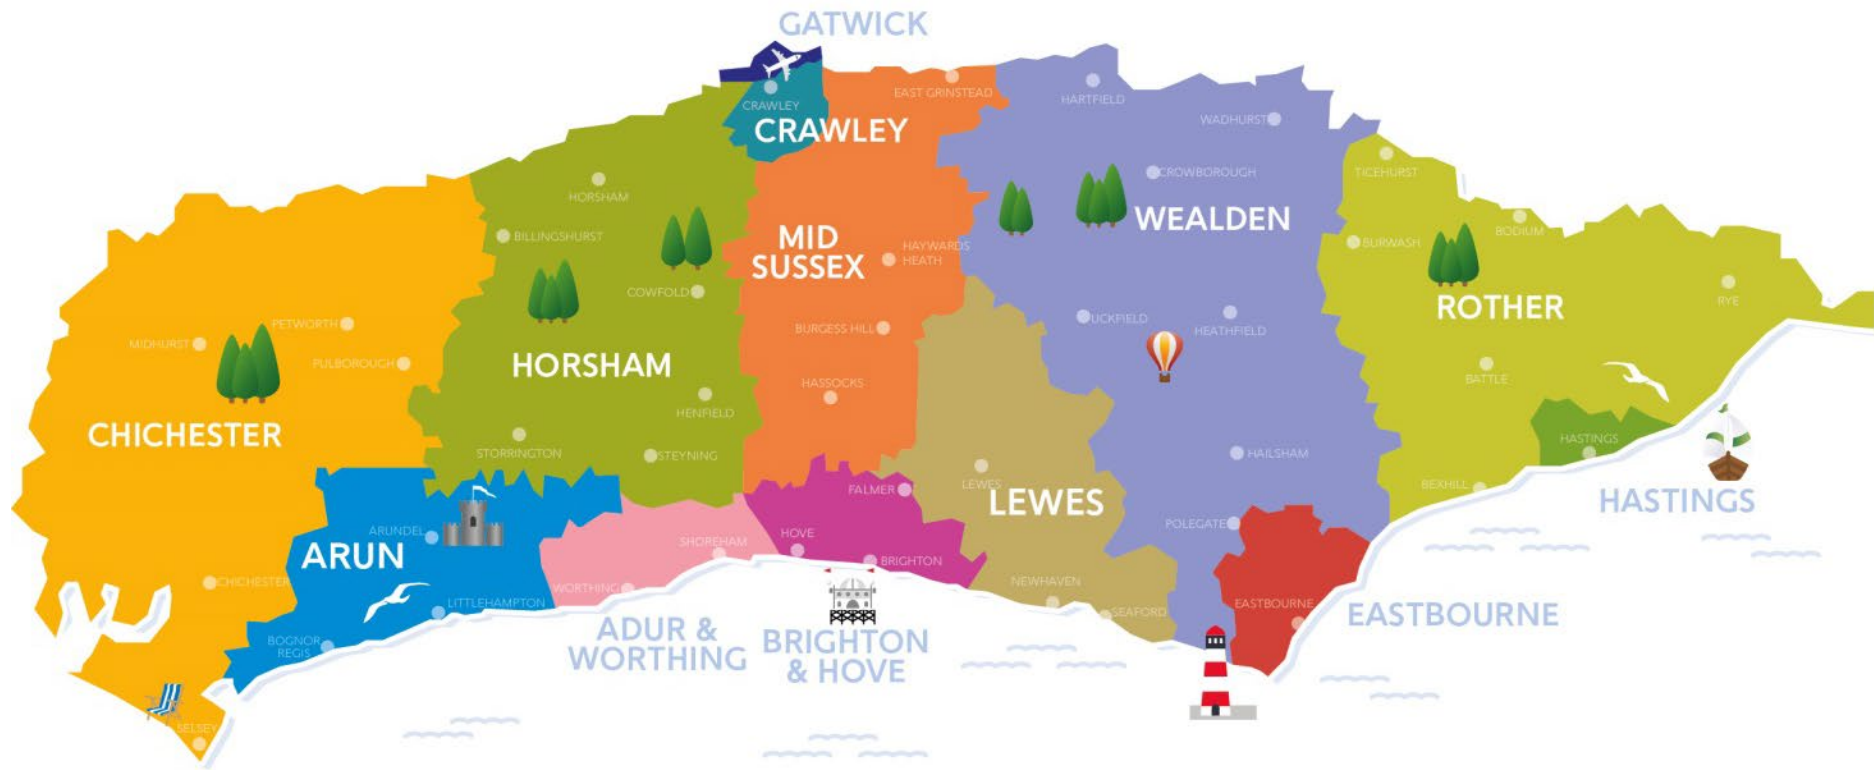 GATWICK
CRAWLEY
CRAWLEY
EAST GRINSTEAD
HARTFIELD
WADHURST
CROWBOROUGH
TICEHURST
HORSHAM
BILLINGSHURST
COWFOLD
MID
SUSSEX
HAYWARDS
HEATH
WEALDEN
BURWASH
BODIUM
ROTHER
RYE
PETWORTH
MIDHURST
PULBOROUGH
HORSHAM
BURGESS HILL
HASSOCKS
UCKFIELD
HEATHFIELD
BATTLE
CHICHESTER
HENFIELD
STORRINGTON
STEYNING
HAILSHAM
HASTINGS
BEXHILL
HASTINGS
FALMER
LEWES
LEWES
POLEGATE
ARUNDEL
ARUN
SHOREHAM
HOVE
BRIGHTON
CHICHESTER
WORTHING
LITTLEHAMPTON
NEWHAVEN
SEAFORD
EASTBOURNE
EASTBOURNE
BOGNOR
REGIS
ADUR &
WORTHING
BRIGHTON
& HOVE
SELSEY